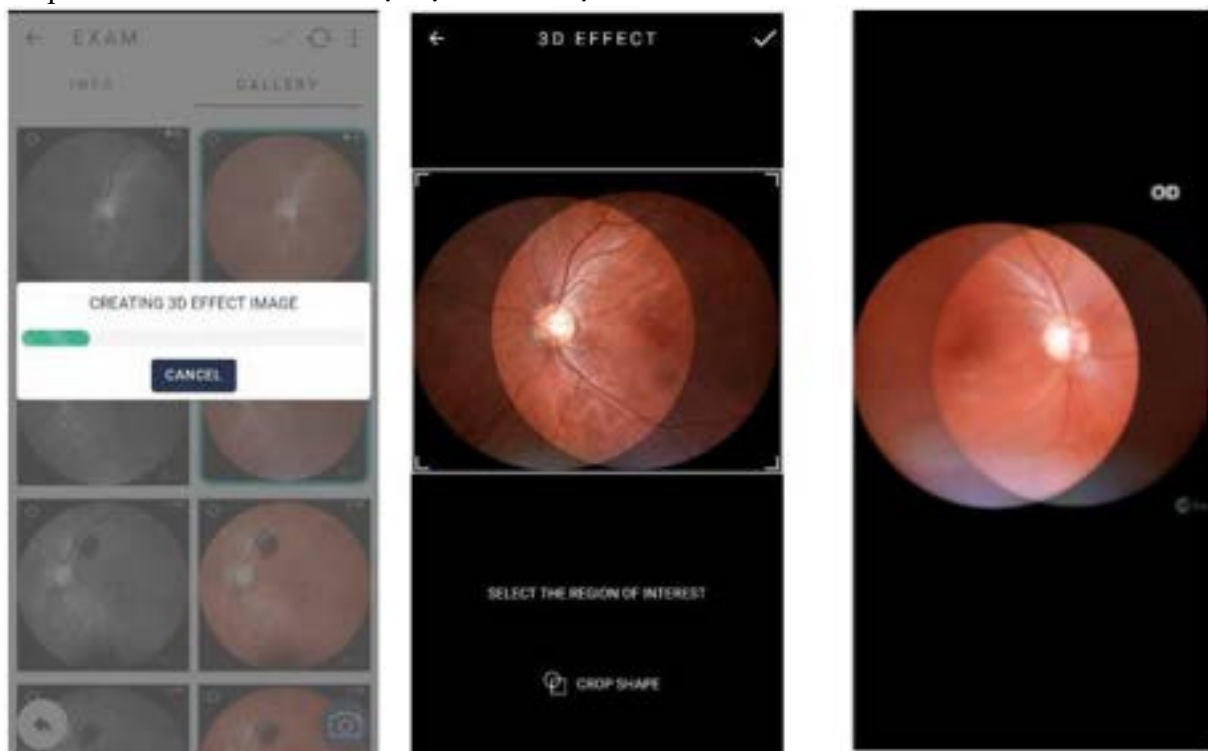 EXAM
INFO
GALLERY
CREATING 3D EFFECT IMAGE
CANCEL
3D EFFECT
SELECT THE REGION OF INTEREST
CROP SHAPE
OD